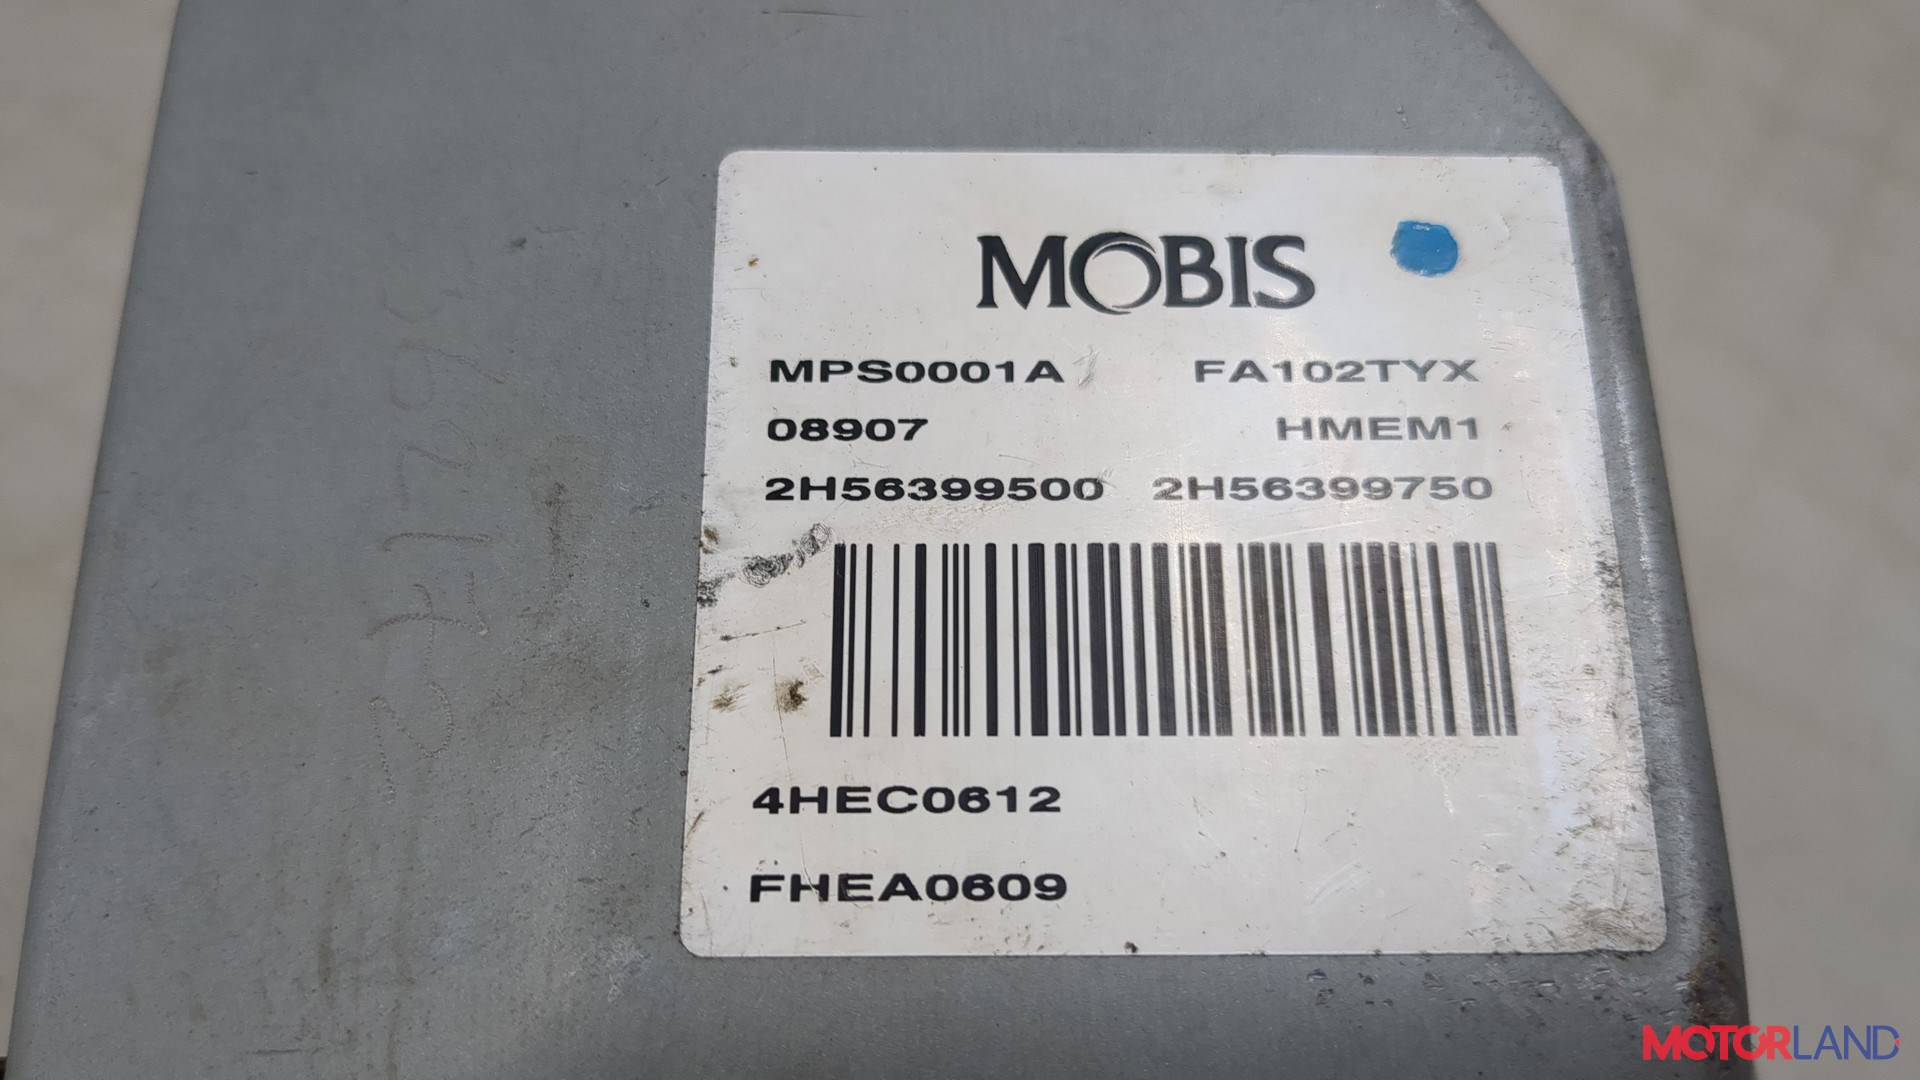 MOBIS
MPS0001A FA102TYX
08907 HMEM1
2H56399500 2H56399750
4HEC0612
FHEA0609
MOTORLAND